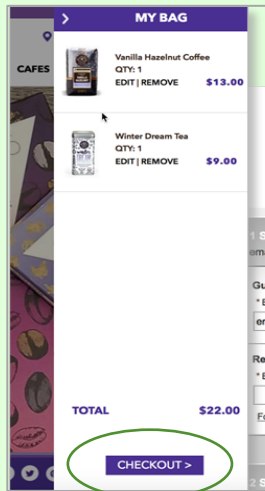 > MY BAG
CAFES
Vanilla Hazelnut Coffee
QTY: 1
EDIT | REMOVE $13.00
Winter Dream Tea
QTY: 1
EDIT | REMOVE $9.00
TOTAL $22.00
CHECKOUT >